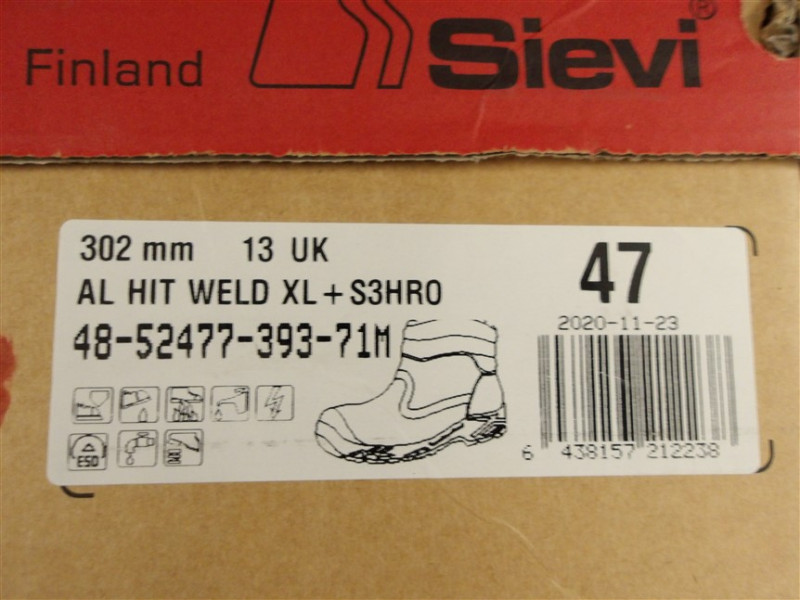 Finland
Sievi®
302 mm 13 UK
AL HIT WELD XL+S3HRO
48-52477-393-71M
47
2020-11-23
ESD
6 438157 212238